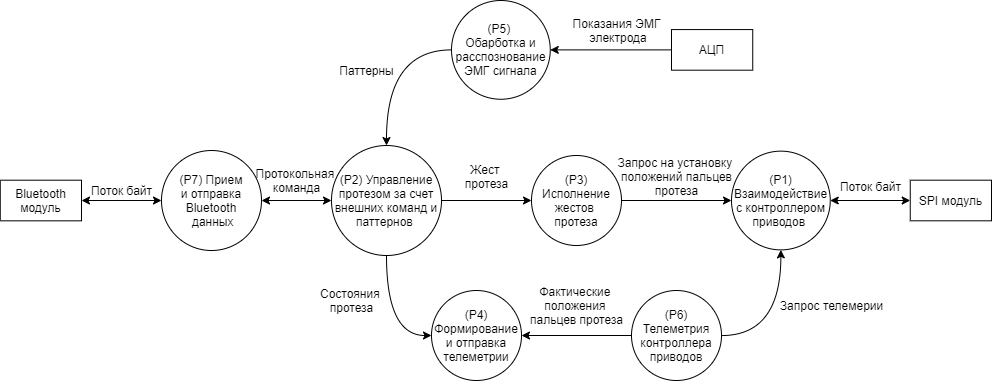 (P5)
Обарботка и
расспознование
ЭМГ сигнала
Показания ЭМГ
электрода
АЦП
Паттерны
Bluetooth
модуль
Поток байт
(P7) Прием
и отправка
Bluetooth
данных
Протокольная
команда
(P2) Управление
протезом за счет
внешних команд и
паттернов
Жест
протеза
(P3)
Исполнение
жестов
протеза
Запрос на установку
положений пальцев
протеза
(P1)
Взаимодействие
с контроллером
приводов
Поток байт
SPI модуль
Состояния
протеза
(P4)
Формирование
и отправка
телеметрии
Фактические
положения
пальцев протеза
(P6)
Телеметрия
контроллера
приводов
Запрос телемерии